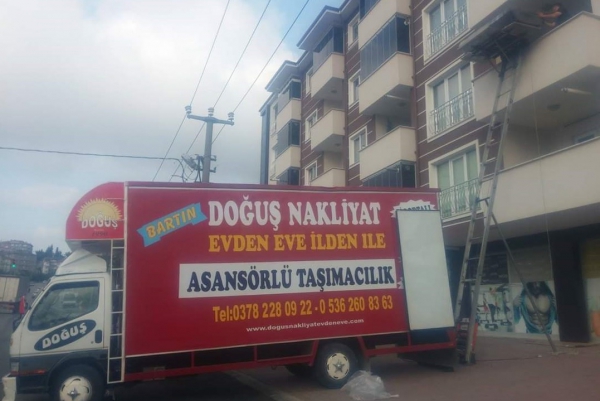 DOĞUŞ
BARTIN
DOĞUŞ NAKLİYAT
EVDEN EVE İLDEN İLE
ASANSÖRLÜ TAŞIMACILIK
Tel:0378 228 09 22 - 0 536 260 83 63
www.dogusnakliyatevdeneve.com
DOĞUŞ